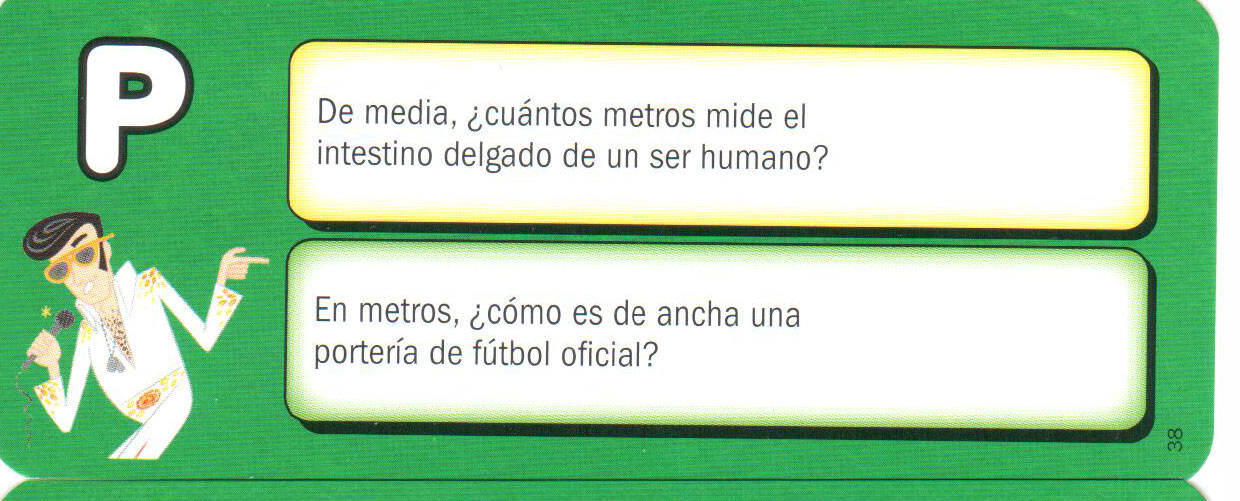 P
De media, ¿cuántos metros mide el
intestino delgado de un ser humano?
En metros, ¿cómo es de ancha una
portería de fútbol oficial?
38